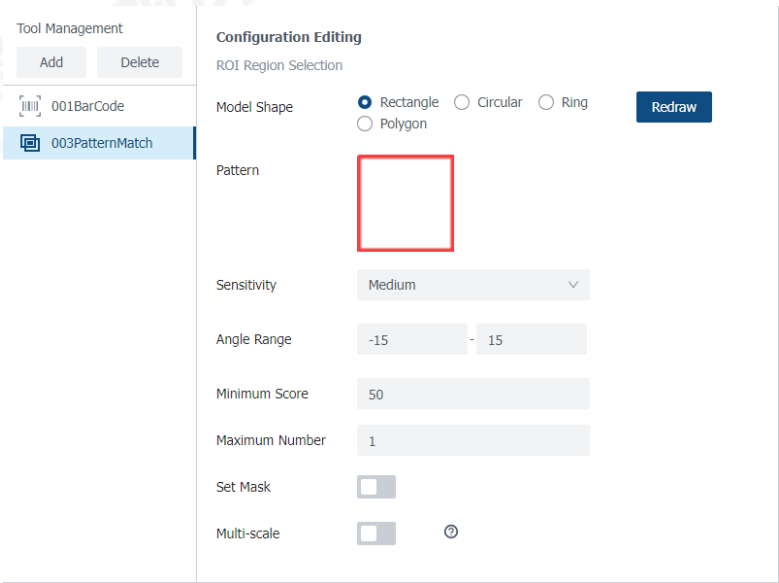 Tool Management
Add Delete
001BarCode
003PatternMatch
Configuration Editing
ROI Region Selection
Model Shape Rectangle Circular Ring Redraw
Polygon
Pattern
Sensitivity Medium
Angle Range -15 - 15
Minimum Score 50
Maximum Number 1
Set Mask
Multi-scale ?